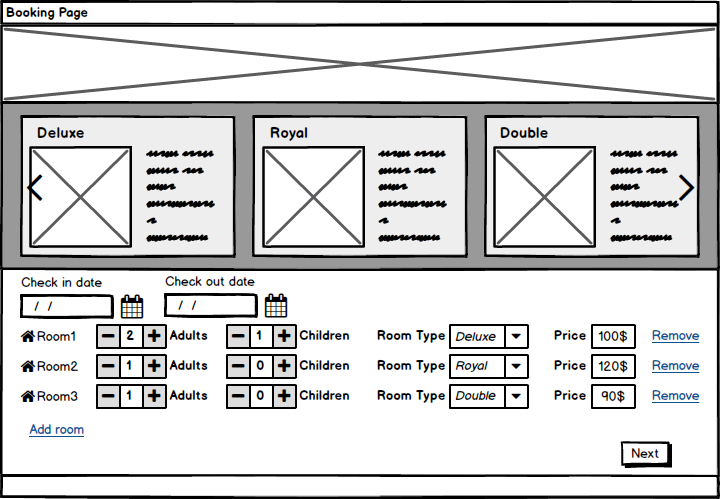 Booking Page
Deluxe Royal Double
Check in date Check out date
/ / / /
Room1 2 Adults 1 Children Room Type Deluxe Price 100$ Remove
Room2 1 Adults 0 Children Room Type Royal Price 120$ Remove
Room3 1 Adults 0 Children Room Type Double Price 90$ Remove
Add room
Next